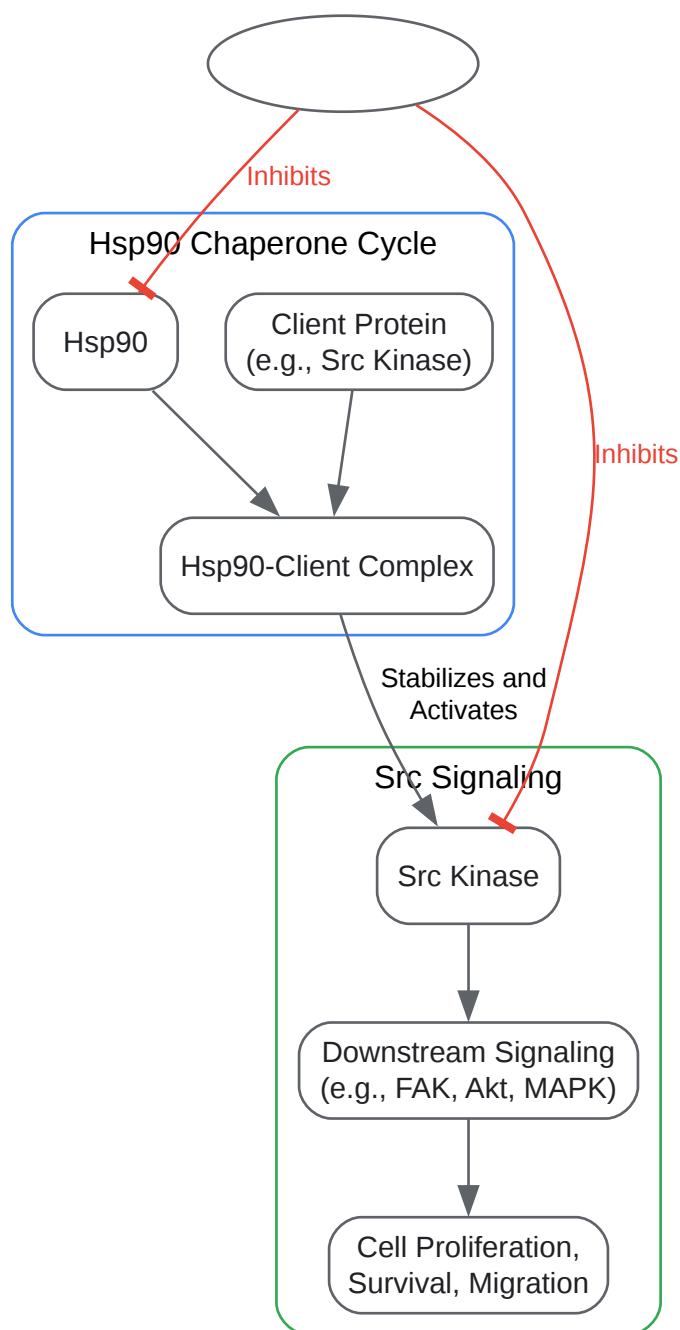 Inhibits
Hsp90 Chaperone Cycle
Hsp90
Client Protein
(e.g., Src Kinase)
Inhibits
Hsp90-Client Complex
Stabilizes and
Activates
Src Signaling
Src Kinase
Downstream Signaling
(e.g., FAK, Akt, MAPK)
Cell Proliferation,
Survival, Migration